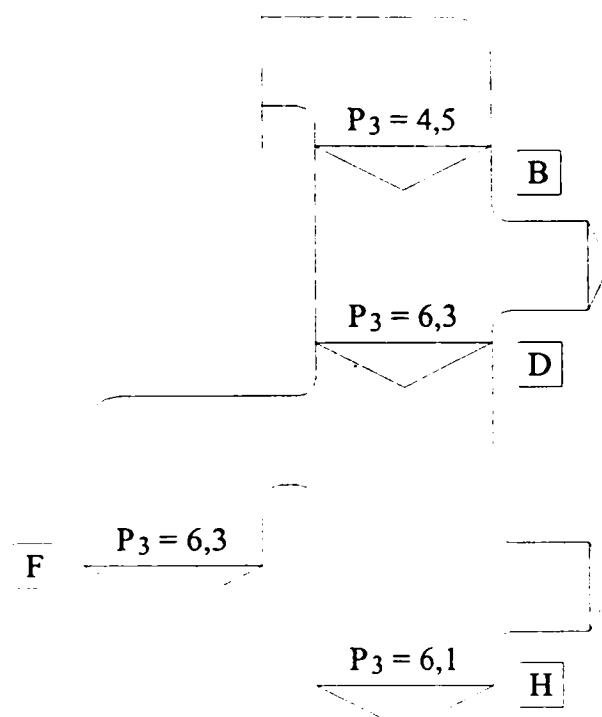 P3 = 4,5
B
P3 = 6,3
D
P3 = 6,3
F
P3 = 6,1
H